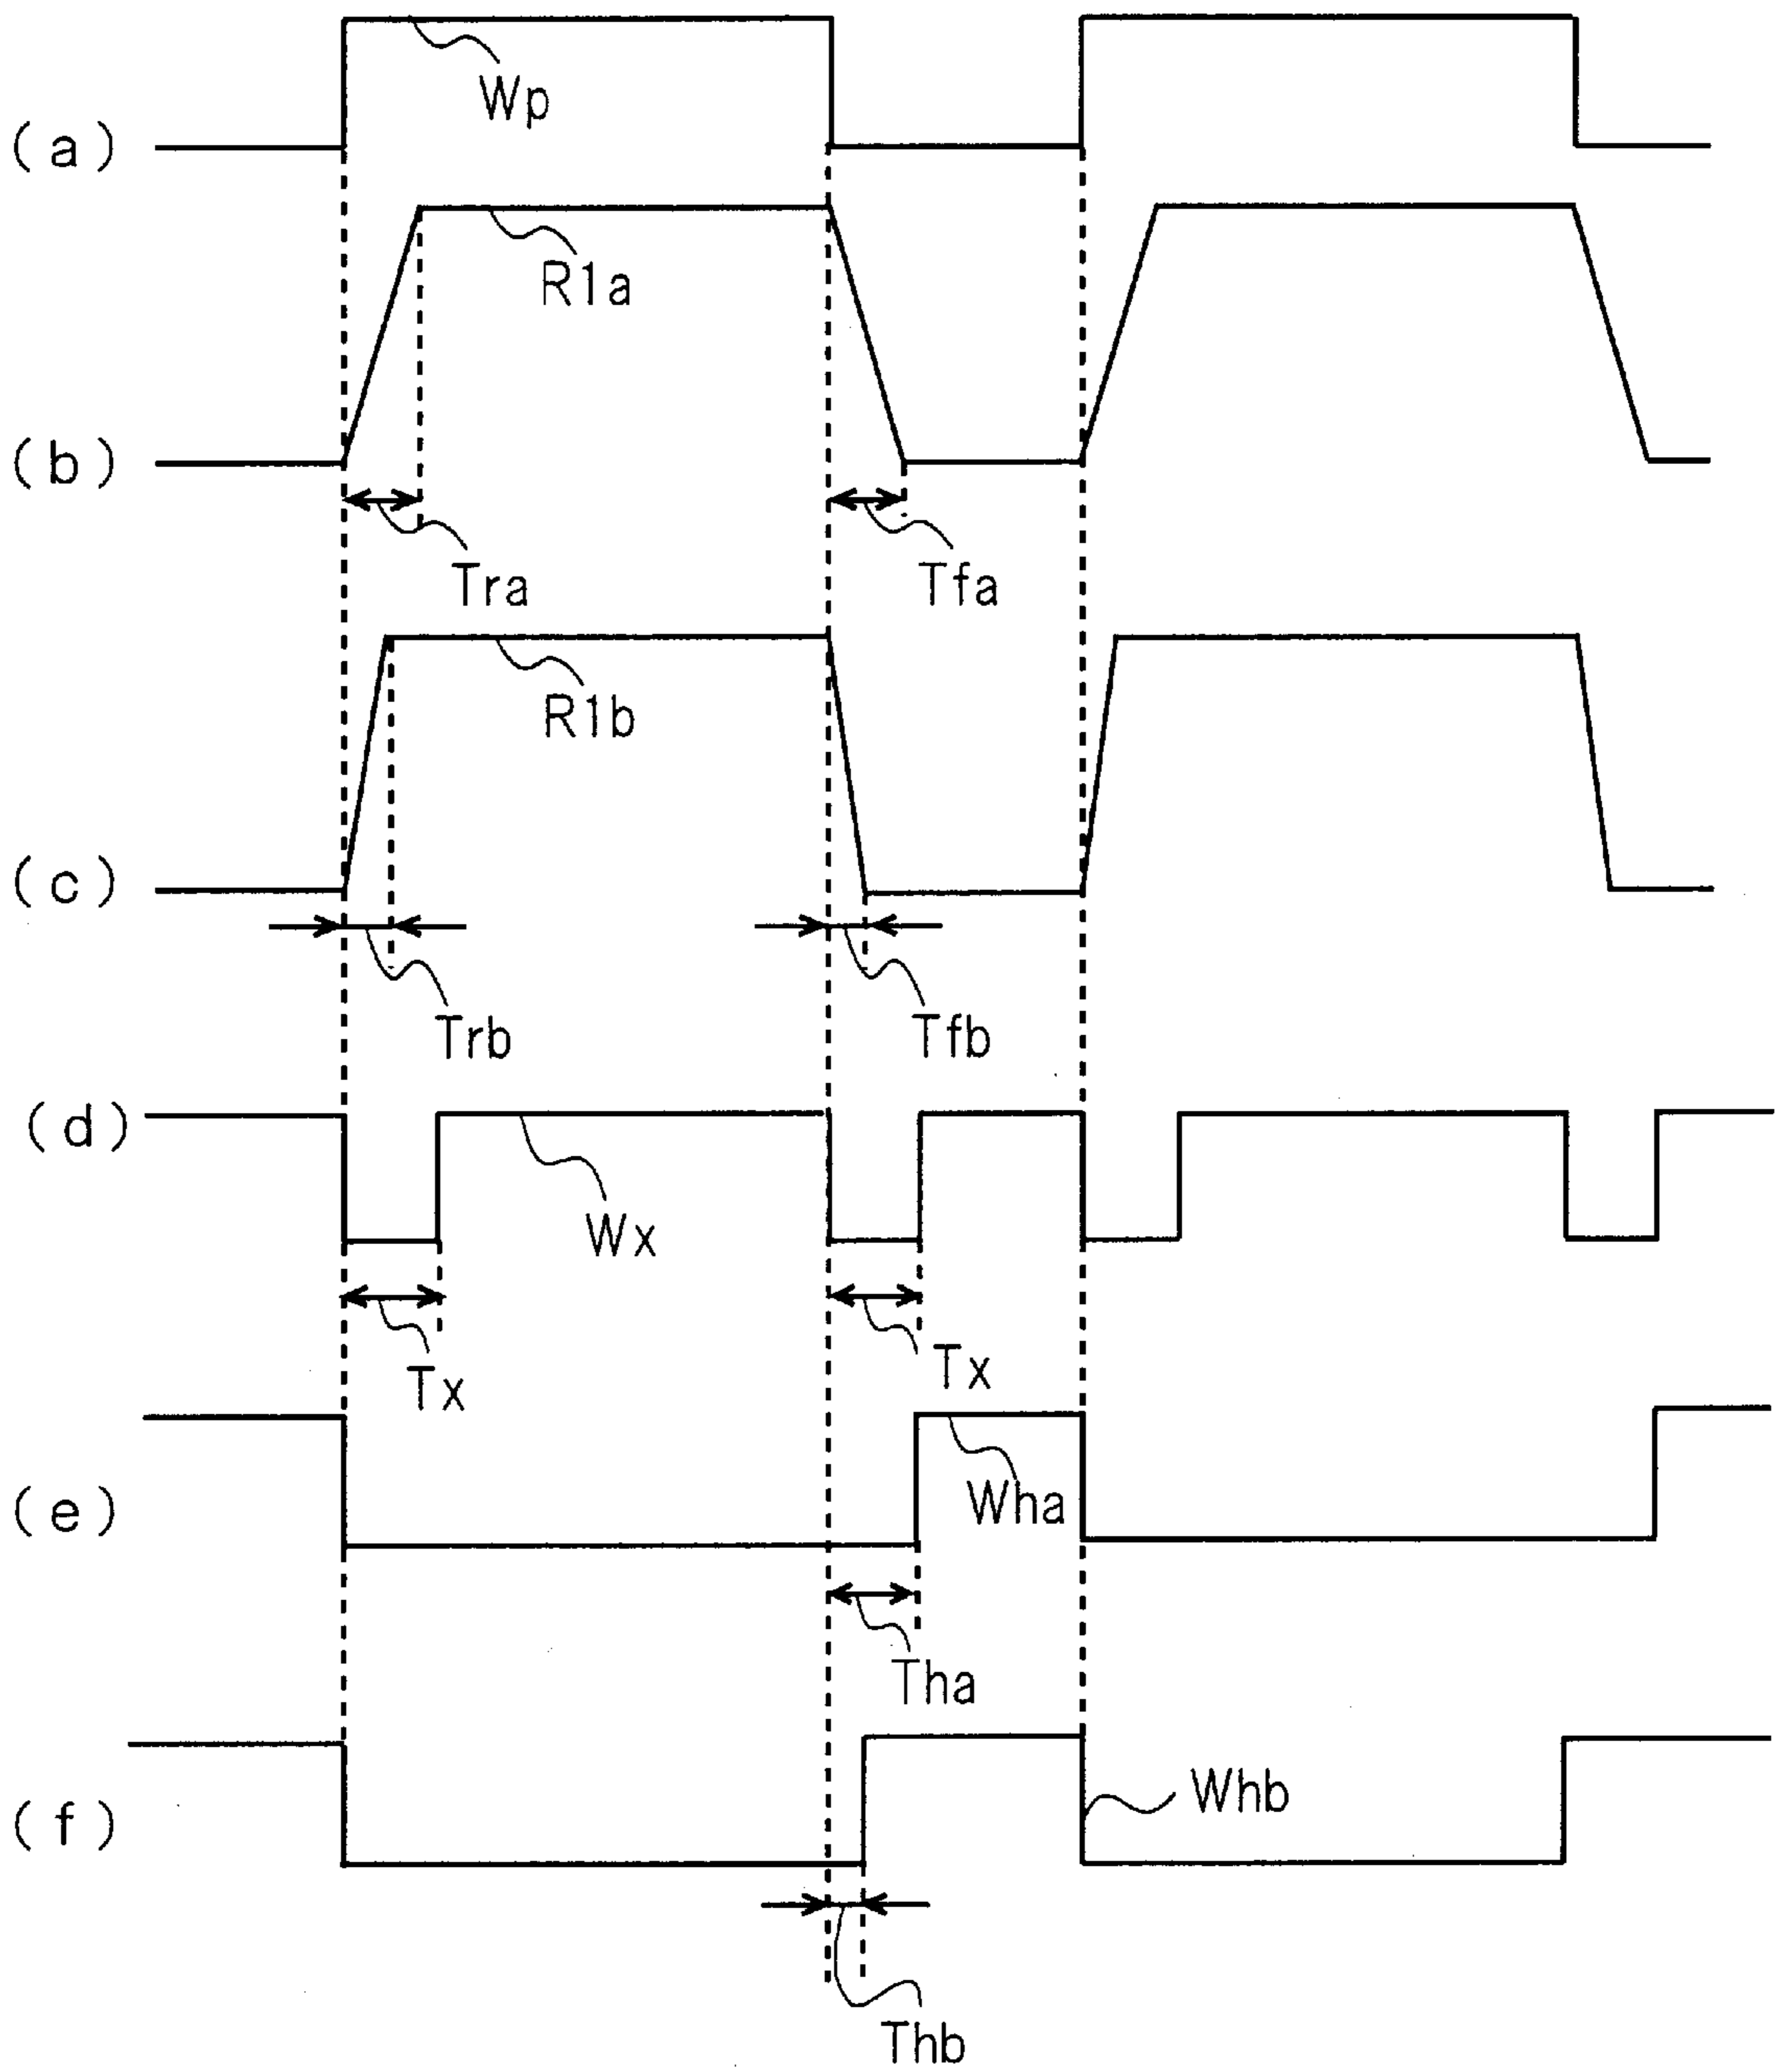 Wp
(a)
R1a
(b)
Tra
Tfa
R1b
(c)
Trb
Tfb
(d)
Wx
Tx
Tx
Wha
(e)
Tha
Whb
(f)
Thb